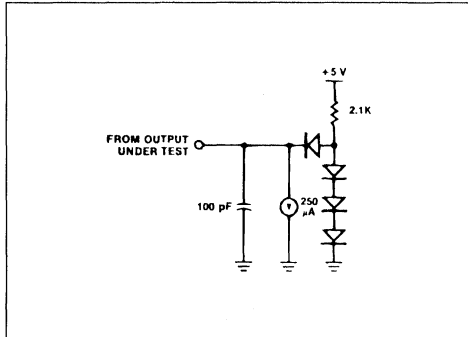 +5 V
2.1K
FROM OUTPUT
UNDER TEST
100 pF
250
μA